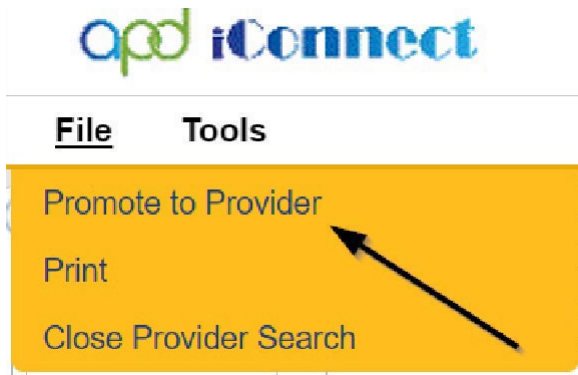 apd iConnect
File Tools
Promote to Provider
Print
Close Provider Search